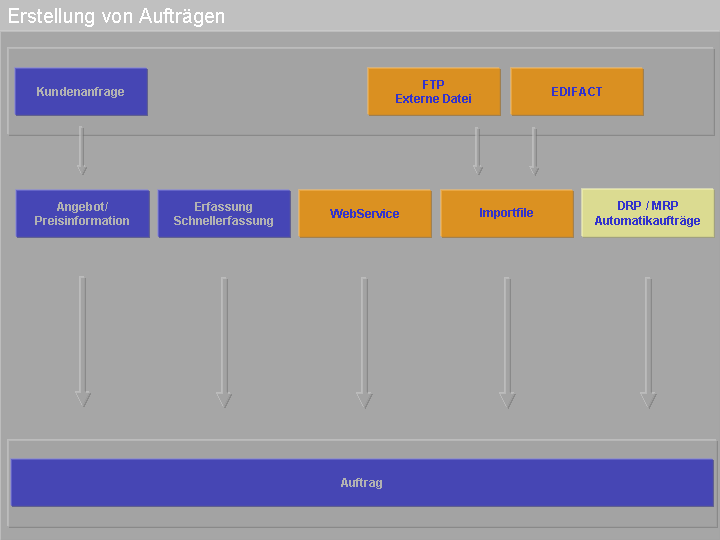 Erstellung von Aufträgen
Kundenanfrage
FTP
Externe Datei
EDIFACT
Angebot/
Preisinformation
Erfassung
Schnellerfassung
WebService
Importfile
DRP / MRP
Automatikaufträge
Auftrag